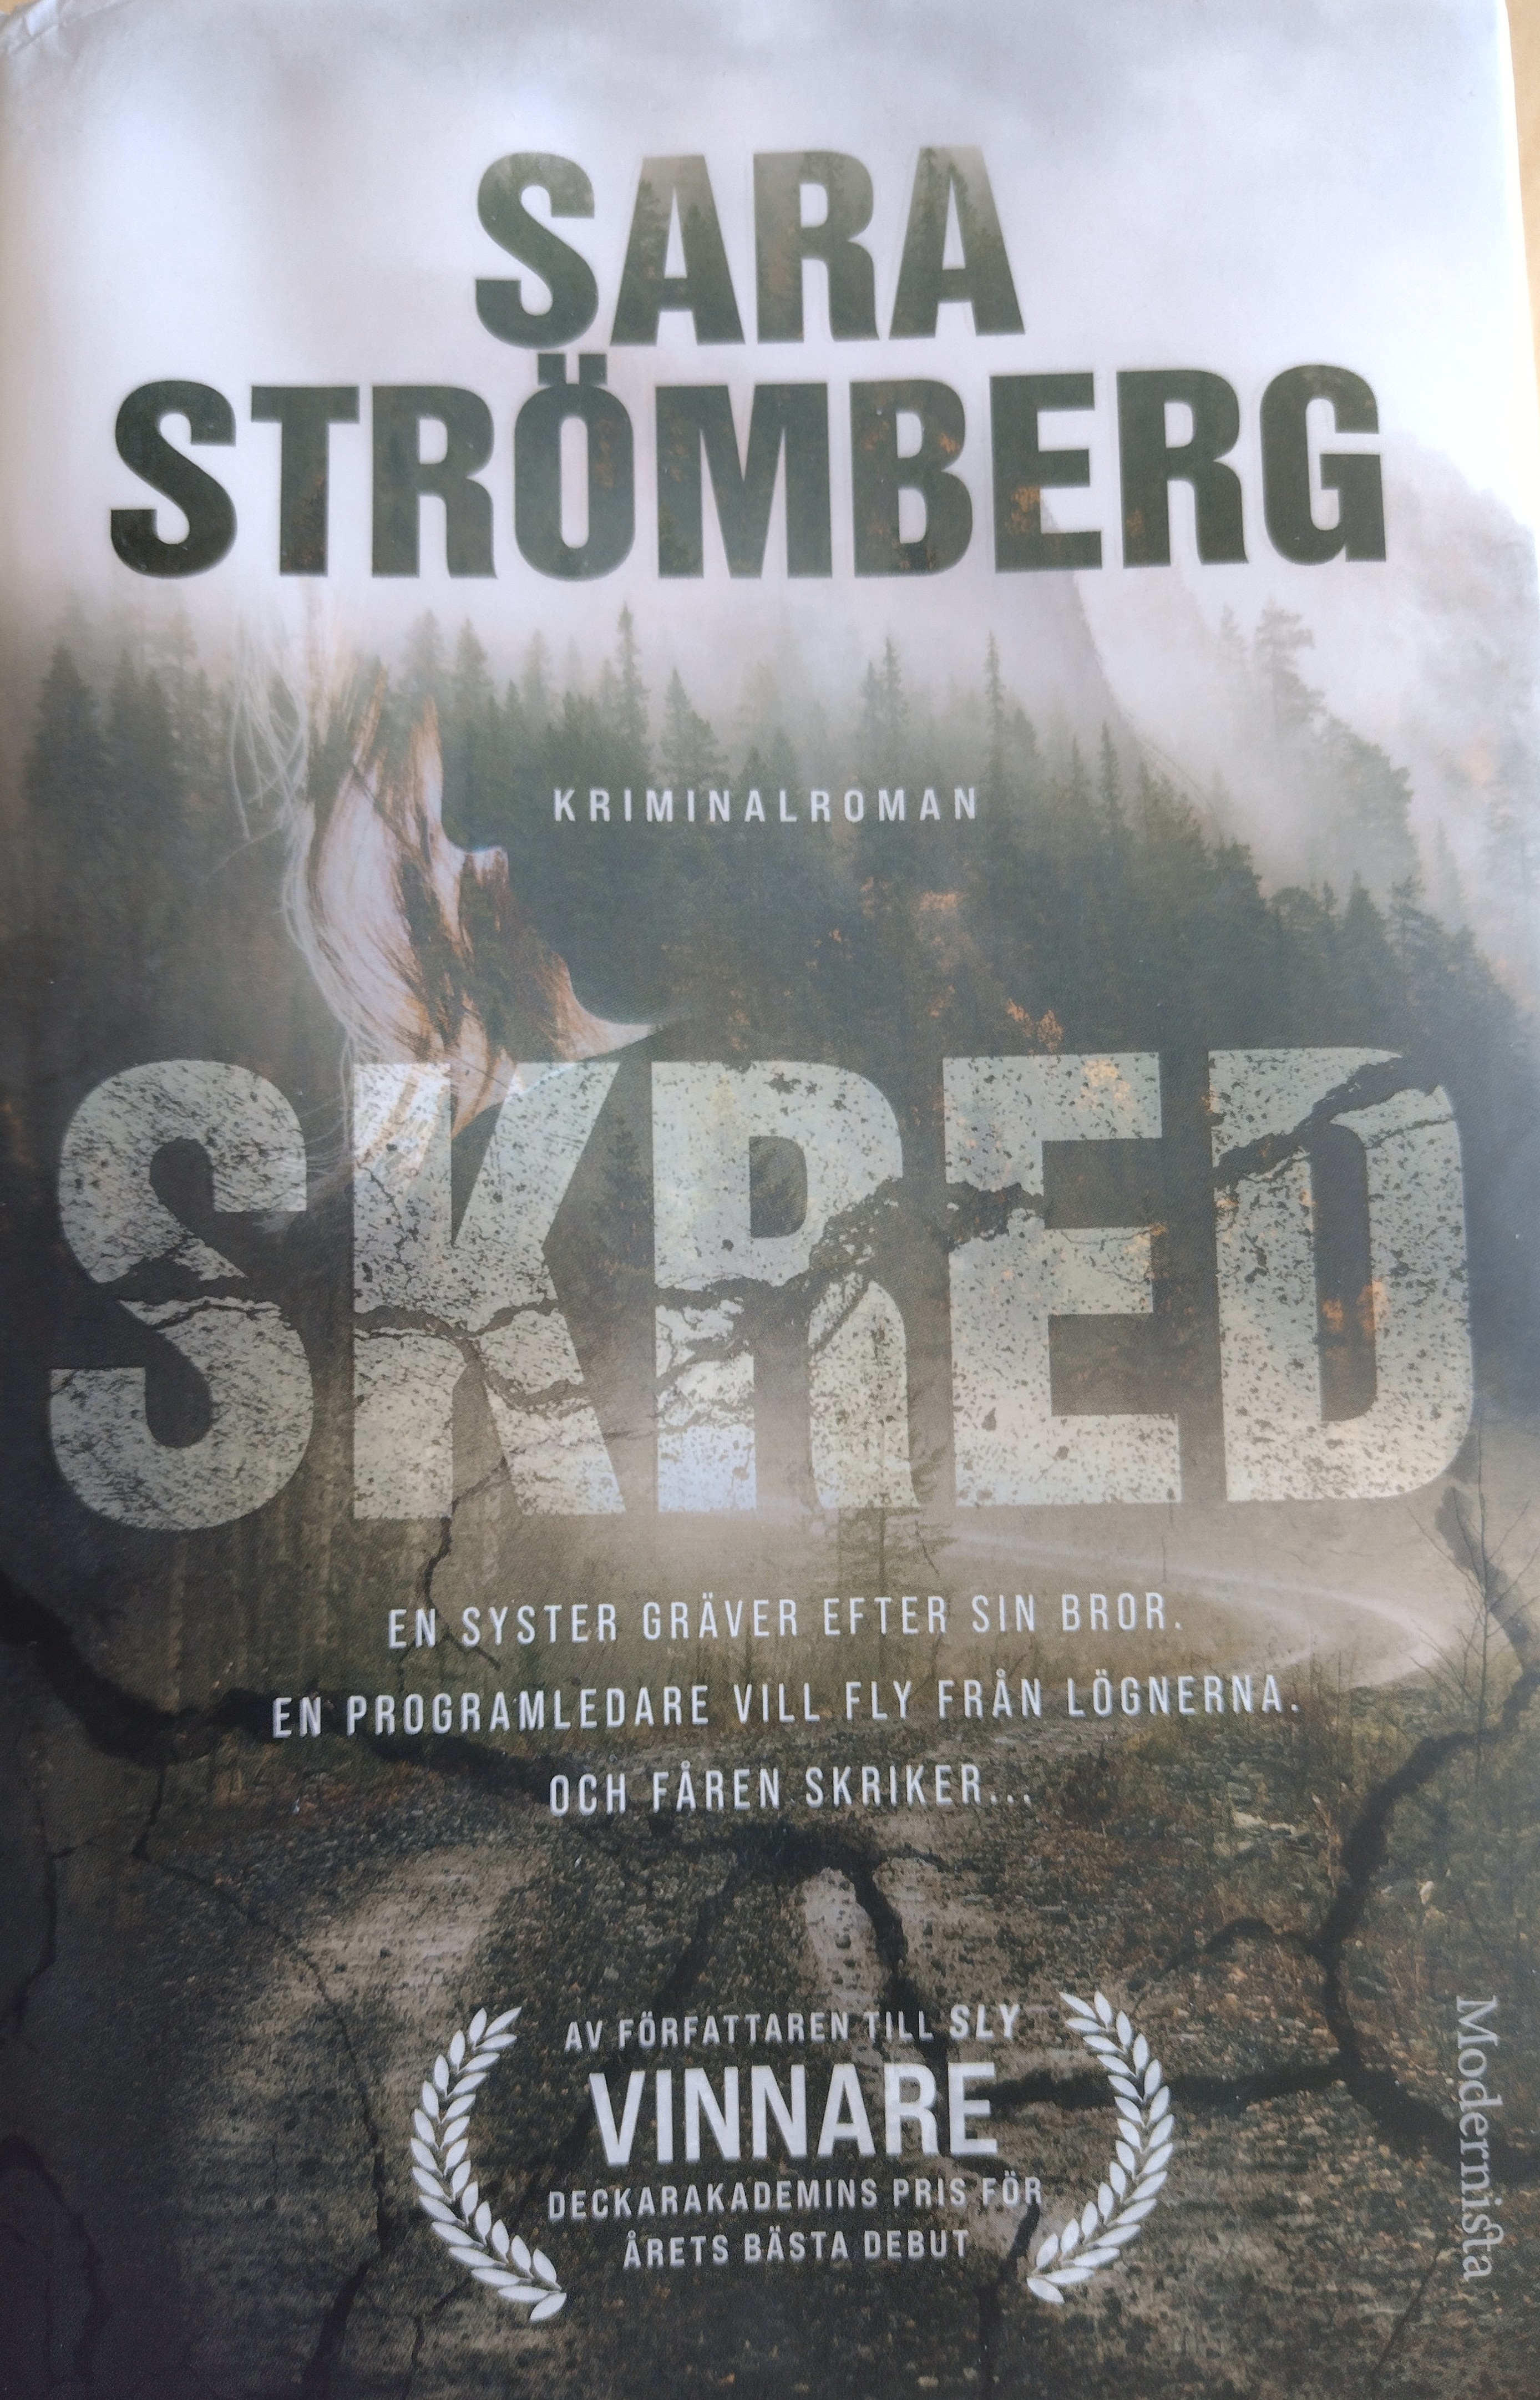 SARA
STRÖMBERG
KRIMINALROMAN
SKRED
EN SYSTER GRÄVER EFTER SIN BROR.
EN PROGRAMLEDARE VILL FLY FRÅN LÖGNERNA.
OCH FÅREN SKRIKER...
AV FÖRFATTAREN TILL SLY
VINNARE
DECKARAKADEMINS PRIS FÖR
ÅRETS BÄSTA DEBUT
Modernista